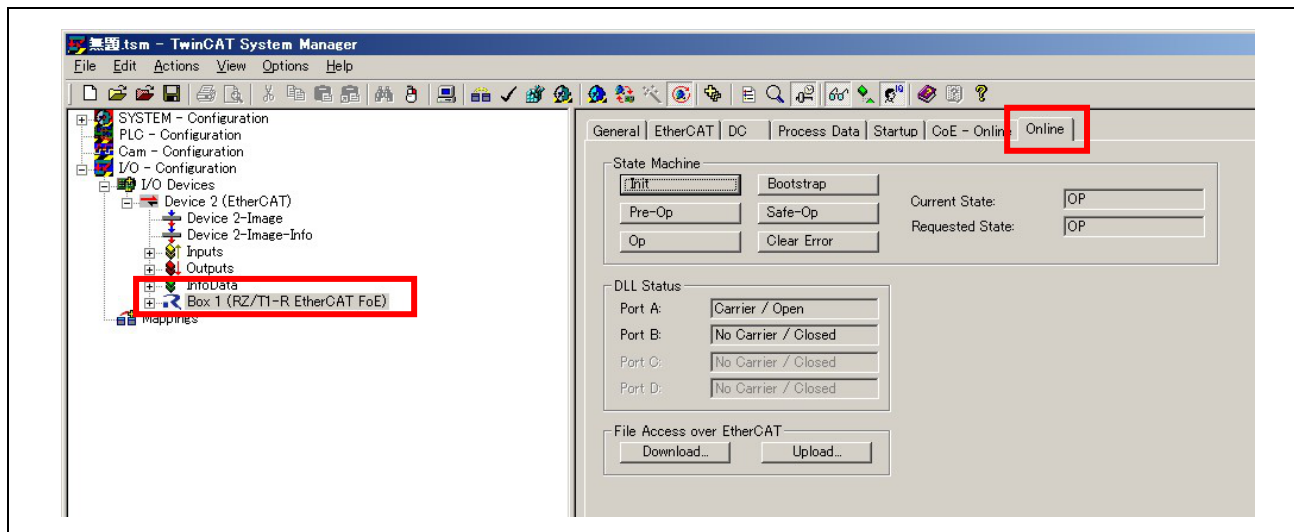 無題.tsm - TwinCAT System Manager
File Edit Actions View Options Help
SYSTEM - Configuration
PLC - Configuration
Cam - Configuration
I/O - Configuration
I/O Devices
Device 2 (EtherCAT)
Device 2-Image
Device 2-Image-Info
Inputs
Outputs
InfoData
Box 1 (RZ/T1-R EtherCAT FoE)
Mappings
General EtherCAT DC Process Data Startup CoE - Online Online
State Machine
Init Bootstrap
Pre-Op Safe-Op
Op Clear Error
Current State: OP
Requested State: OP
DLL Status
Port A: Carrier / Open
Port B: No Carrier / Closed
Port C: No Carrier / Closed
Port D: No Carrier / Closed
File Access over EtherCAT
Download... Upload...